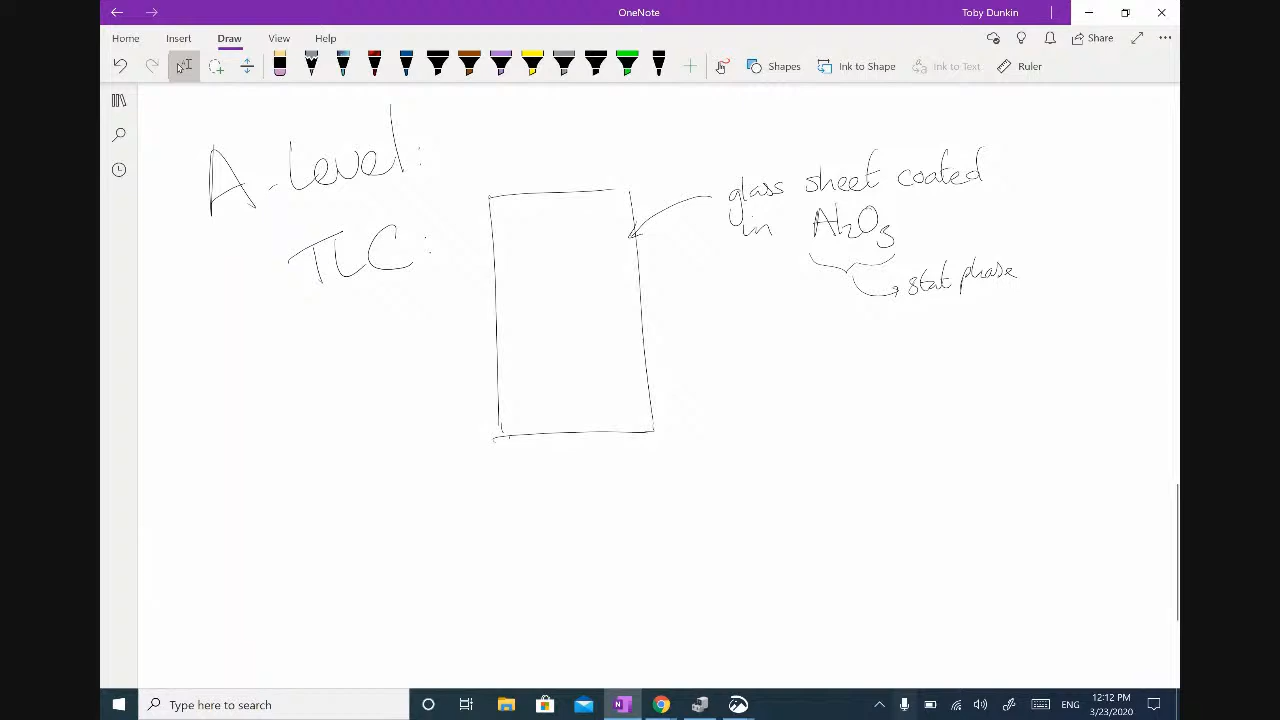 OneNote
Toby Dunkin
Home Insert Draw View Help
Share
Shapes Ink to Shape Ink to Text Ruler
A-Level:
TLC:
glass sheet coated
in Al2O3
stat phase
Type here to search
12:12 PM
3/23/2020